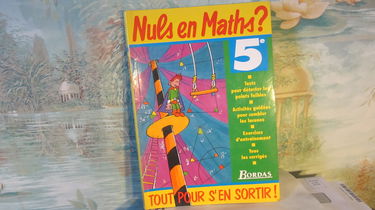 Nuls en Maths?
5e
Tests
pour détecter les
points faibles
Activités guidées
pour combler
les lacunes
Exercices
d'entraînement
Tous
les corrigés
BORDAS
TOUT POUR S'EN SORTIR !